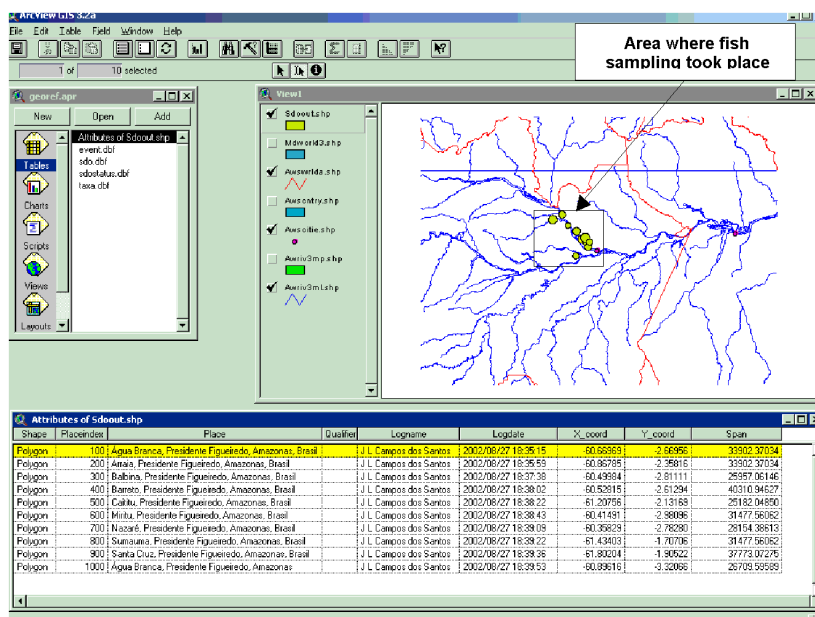 ArcView GIS 3.2a
File Edit Table Field Window Help
1 of 10 selected
Area where fish
sampling took place
georef.apr
New Open Add
Tables
Charts
Scripts
Views
Layouts
Attributes of Sdoout.shp
event.dbf
sdo.dbf
sdostatus.dbf
taxa.dbf
View1
Sdoout.shp
Mdworld3.shp
Awswrlda.shp
Awscntry.shp
Awscitie.shp
Awriv3mp.shp
Awriv3ml.shp
Attributes of Sdoout.shp
Shape Placeindex Place Qualifier Logname Logdate X_coord Y_coord Span
Polygon 100 Agua Branca, Presidente Figueiredo, Amazonas, Brasil J L Campos dos Santos 2002/08/27 18:35:15 -60.66969 -2.66956 33902.37034
Polygon 200 Arraia, Presidente Figueiredo, Amazonas, Brasil J L Campos dos Santos 2002/08/27 18:35:59 -60.86785 -2.35816 33902.37034
Polygon 300 Balbina, Presidente Figueiredo, Amazonas, Brasil J L Campos dos Santos 2002/08/27 18:37:38 -60.49984 -2.81111 25957.06146
Polygon 400 Barreto, Presidente Figueiredo, Amazonas, Brasil J L Campos dos Santos 2002/08/27 18:38:02 -60.52815 -2.61294 40310.94627
Polygon 500 Caititu, Presidente Figueiredo, Amazonas, Brasil J L Campos dos Santos 2002/08/27 18:38:22 -61.20756 -2.13169 25182.04850
Polygon 600 Miritu, Presidente Figueiredo, Amazonas, Brasil J L Campos dos Santos 2002/08/27 18:38:43 -60.41491 -2.98096 31477.56062
Polygon 700 Nazaré, Presidente Figueiredo, Amazonas, Brasil J L Campos dos Santos 2002/08/27 18:39:09 -60.35829 -2.78280 28154.38613
Polygon 800 Sumauma, Presidente Figueiredo, Amazonas, Brasil J L Campos dos Santos 2002/08/27 18:39:22 -61.43403 -1.70706 31477.56062
Polygon 900 Santa Cruz, Presidente Figueiredo, Amazonas, Brasil J L Campos dos Santos 2002/08/27 18:39:36 -61.80204 -1.90522 37773.07275
Polygon 1000 Agua Branca, Presidente Figueiredo, Amazonas J L Campos dos Santos 2002/08/27 18:39:53 -60.89616 -3.32066 26709.59589